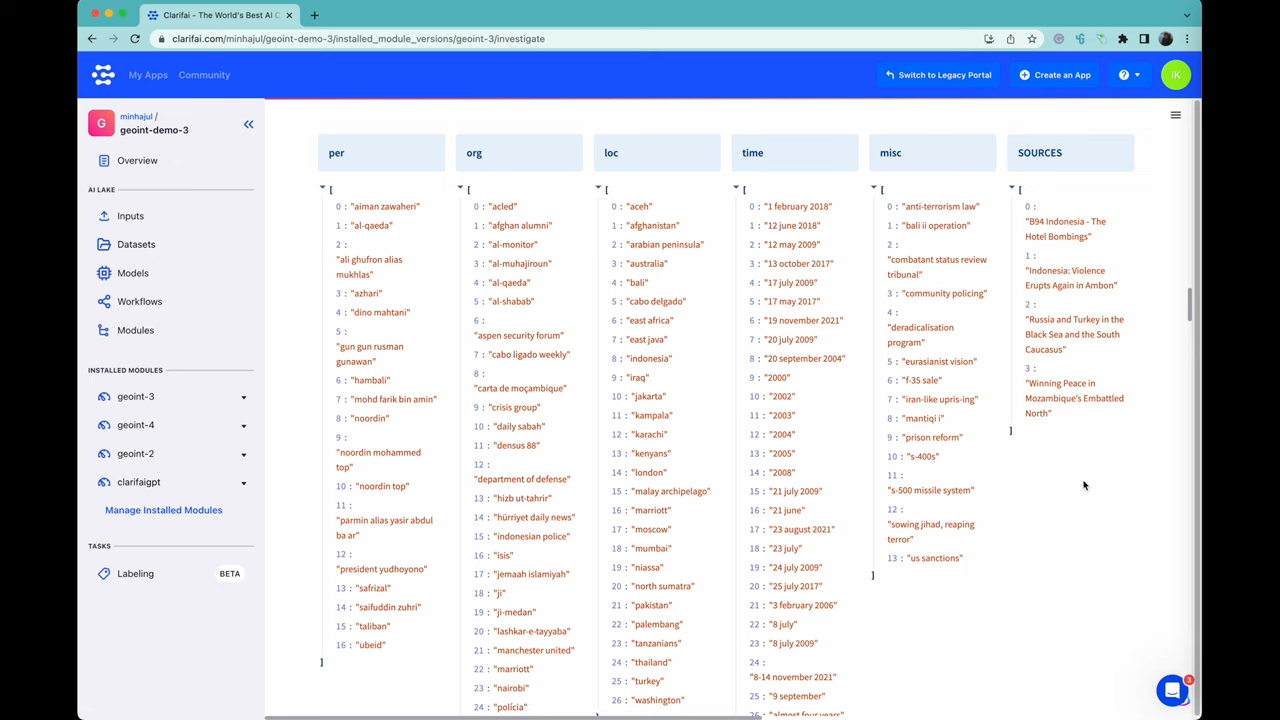 Clarifai - The World's Best AI C
clarifai.com/minhajul/geoint-demo-3/installed_module_versions/geoint-3/investigate
My Apps
Community
Switch to Legacy Portal
Create an App
IK
G
minhajul /
geoint-demo-3
Overview
AI LAKE
Inputs
Datasets
Models
Workflows
Modules
INSTALLED MODULES
geoint-3
geoint-4
geoint-2
clarifaigpt
Manage Installed Modules
TASKS
Labeling
BETA
per
[
0 : "aiman zawaheri"
1 : "al-qaeda"
2 :
"ali ghufron alias
mukhlas"
3 : "azhari"
4 : "dino mahtani"
5 :
"gun gun rusman
gunawan"
6 : "hambali"
7 : "mohd farik bin amin"
8 : "noordin"
9 :
"noordin mohammed
top"
10 : "noordin top"
11 :
"parmin alias yasir abdul
ba ar"
12 :
"president yudhoyono"
13 : "safrizal"
14 : "saifuddin zuhri"
15 : "taliban"
16 : "ubeid"
]
org
[
0 : "acled"
1 : "afghan alumni"
2 : "al-monitor"
3 : "al-muhajiroun"
4 : "al-qaeda"
5 : "al-shabab"
6 :
"aspen security forum"
7 : "cabo ligado weekly"
8 :
"carta de moçambique"
9 : "crisis group"
10 : "daily sabah"
11 : "densus 88"
12 :
"department of defense"
13 : "hizb ut-tahrir"
14 : "hürriyet daily news"
15 : "indonesian police"
16 : "isis"
17 : "jemaah islamiyah"
18 : "ji"
19 : "ji-medan"
20 : "lashkar-e-tayyaba"
21 : "manchester united"
22 : "marriott"
23 : "nairobi"
24 : "polícia"
loc
[
0 : "aceh"
1 : "afghanistan"
2 : "arabian peninsula"
3 : "australia"
4 : "bali"
5 : "cabo delgado"
6 : "east africa"
7 : "east java"
8 : "indonesia"
9 : "iraq"
10 : "jakarta"
11 : "kampala"
12 : "karachi"
13 : "kenyans"
14 : "london"
15 : "malay archipelago"
16 : "marriott"
17 : "moscow"
18 : "mumbai"
19 : "niassa"
20 : "north sumatra"
21 : "pakistan"
22 : "palembang"
23 : "tanzanians"
24 : "thailand"
25 : "turkey"
26 : "washington"
time
[
0 : "1 february 2018"
1 : "12 june 2018"
2 : "12 may 2009"
3 : "13 october 2017"
4 : "17 july 2009"
5 : "17 may 2017"
6 : "19 november 2021"
7 : "20 july 2009"
8 : "20 september 2004"
9 : "2000"
10 : "2002"
11 : "2003"
12 : "2004"
13 : "2005"
14 : "2008"
15 : "21 july 2009"
16 : "21 june"
17 : "23 august 2021"
18 : "23 july"
19 : "24 july 2009"
20 : "25 july 2017"
21 : "3 february 2006"
22 : "8 july"
23 : "8 july 2009"
24 :
"8-14 november 2021"
25 : "9 september"
26 : "almost four years"
misc
[
0 : "anti-terrorism law"
1 : "bali ii operation"
2 :
"combatant status review
tribunal"
3 : "community policing"
4 :
"deradicalisation
program"
5 : "eurasianist vision"
6 : "f-35 sale"
7 : "iran-like upris-ing"
8 : "mantiqi i"
9 : "prison reform"
10 : "s-400s"
11 :
"s-500 missile system"
12 :
"sowing jihad, reaping
terror"
13 : "us sanctions"
]
SOURCES
[
0 :
"B94 Indonesia - The
Hotel Bombings"
1 :
"Indonesia: Violence
Erupts Again in Ambon"
2 :
"Russia and Turkey in the
Black Sea and the South
Caucasus"
3 :
"Winning Peace in
Mozambique's Embattled
North"
]
3